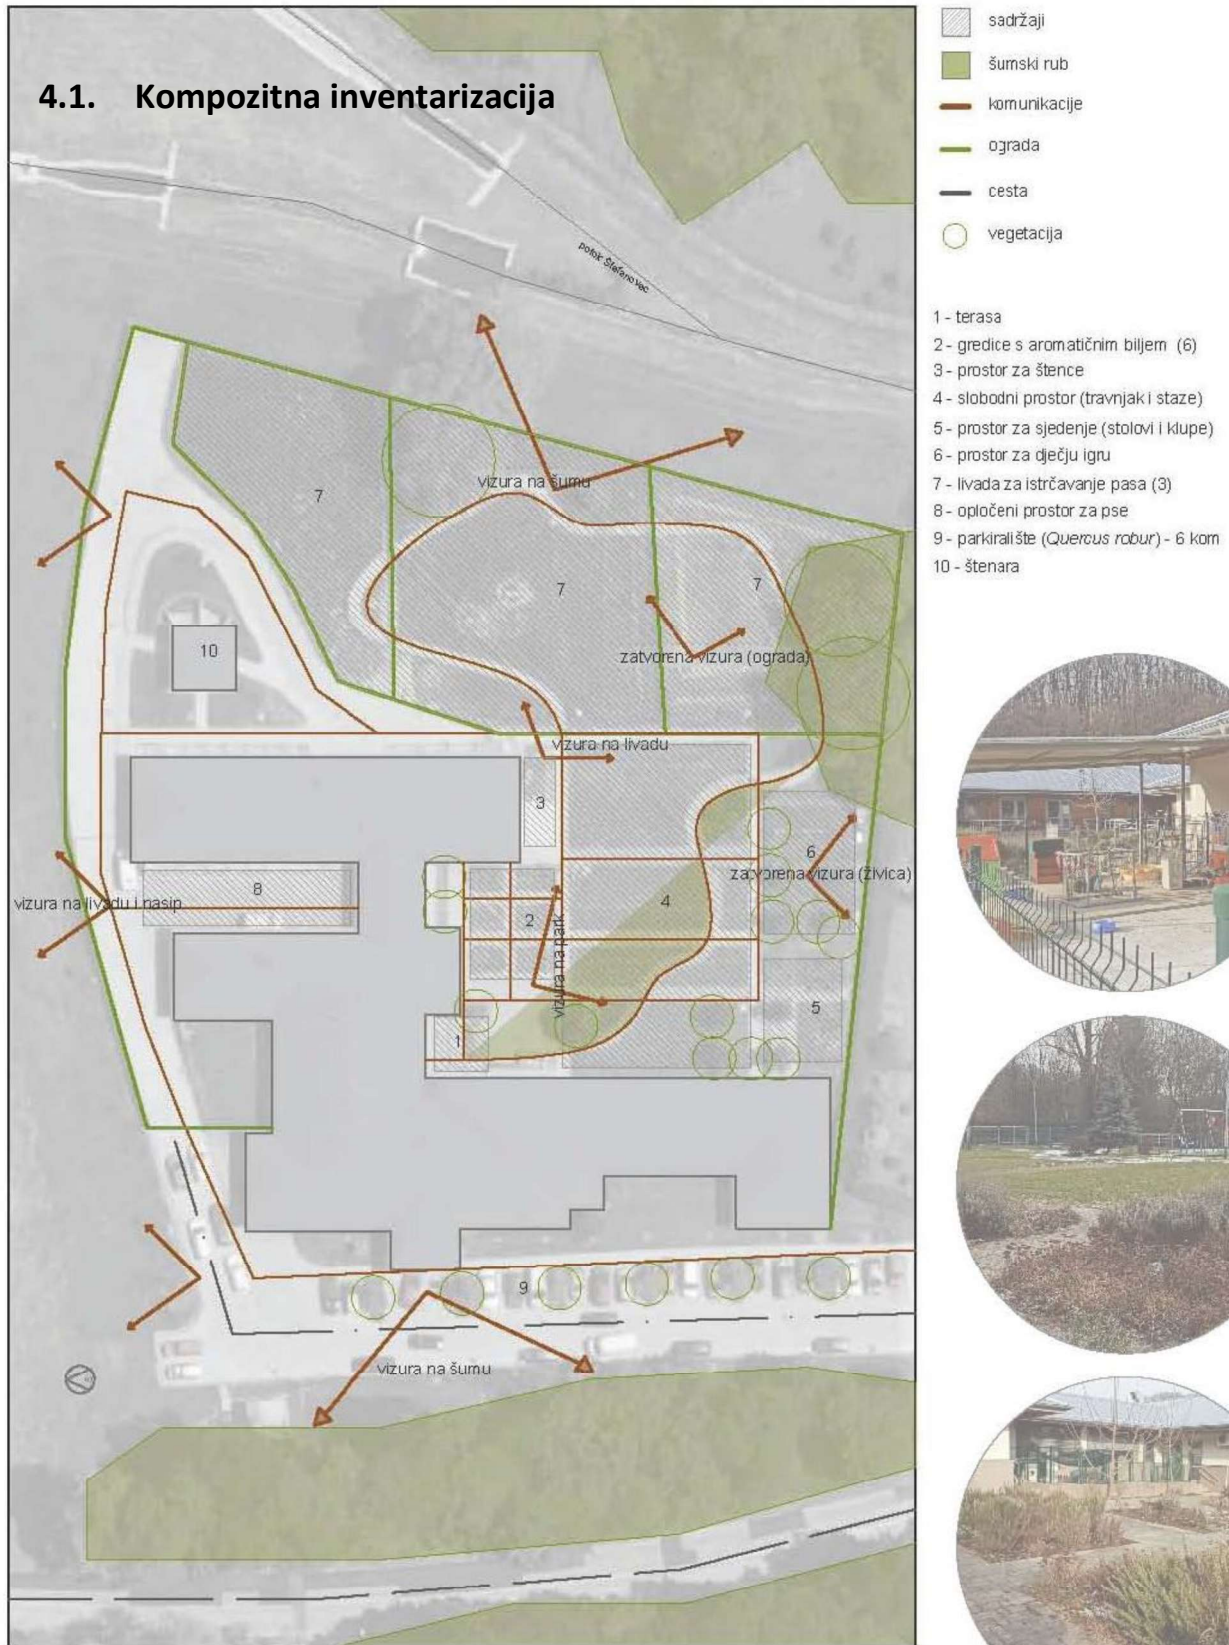 4.1. Kompozitna inventarizacija
potok Štefanovec
vizura na šumu
7
7
7
zatvorena vizura (ograda)
10
vizura na livadu
3
6
zatvorena vizura (živica)
8
vizura na livadu i nasip
4
2
vizura na park
5
1
9
vizura na šumu
sadržaji
šumski rub
komunikacije
ograda
cesta
vegetacija
1 - terasa
2 - gredice s aromatičnim biljem (6)
3 - prostor za štence
4 - slobodni prostor (travnjak i staze)
5 - prostor za sjedenje (stolovi i klupe)
6 - prostor za dječju igru
7 - livada za istrčavanje pasa (3)
8 - opločeni prostor za pse
9 - parkiralište (Quercus robur) - 6 kom
10 - štenara